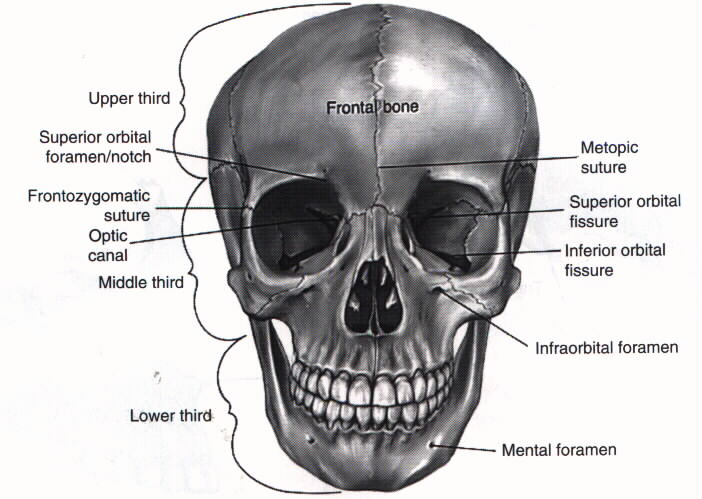 Upper third
Frontal bone
Superior orbital
foramen/notch
Metopic
suture
Frontozygomatic
suture
Superior orbital
fissure
Optic
canal
Inferior orbital
fissure
Middle third
Infraorbital foramen
Lower third
Mental foramen